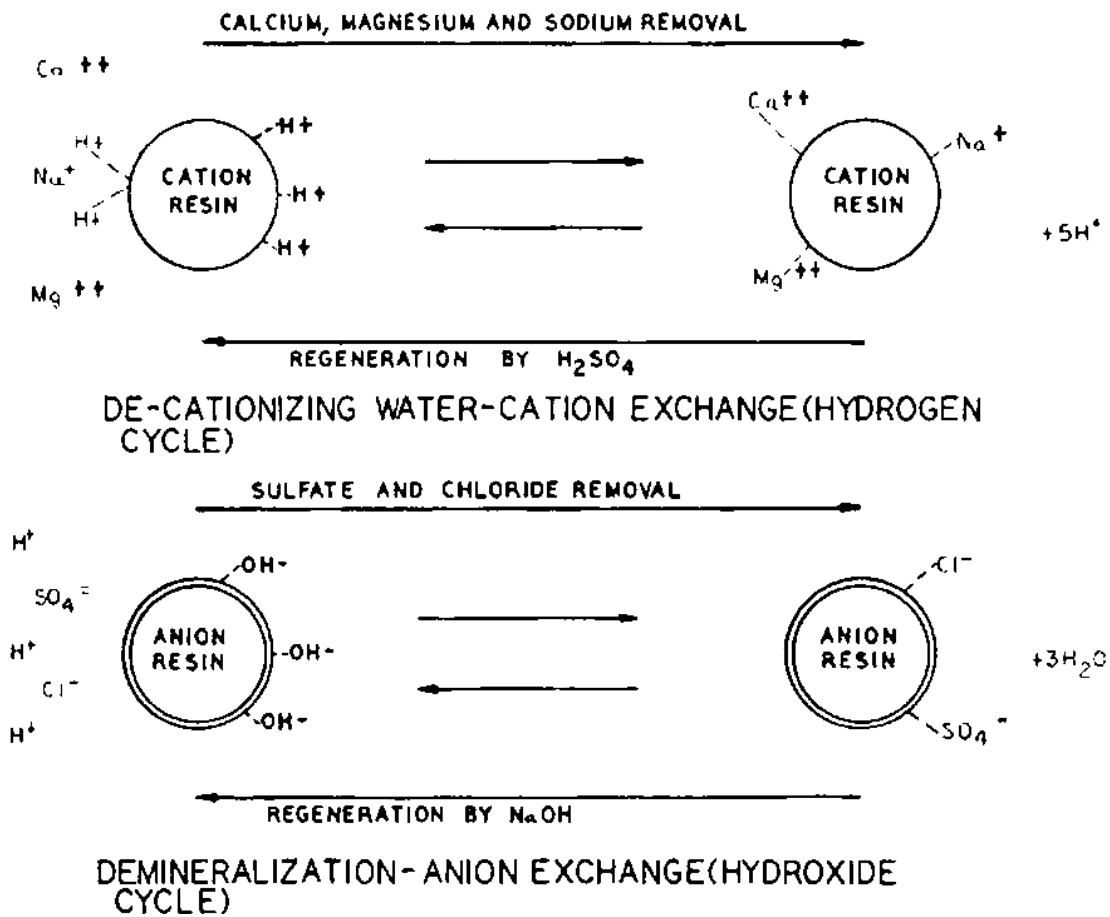 CALCIUM, MAGNESIUM AND SODIUM REMOVAL
Ca ++
H+
Na+
H+
Mg ++
CATION
RESIN
H+
H+
H+
Ca++
Na+
CATION
RESIN
Mg++
+5H+
REGENERATION BY H2SO4
DE-CATIONIZING WATER-CATION EXCHANGE(HYDROGEN
CYCLE)
SULFATE AND CHLORIDE REMOVAL
H+
SO4=
H+
Cl-
H+
ANION
RESIN
OH-
OH-
OH-
Cl-
ANION
RESIN
SO4-
+3H2O
REGENERATION BY NaOH
DEMINERALIZATION-ANION EXCHANGE(HYDROXIDE
CYCLE)